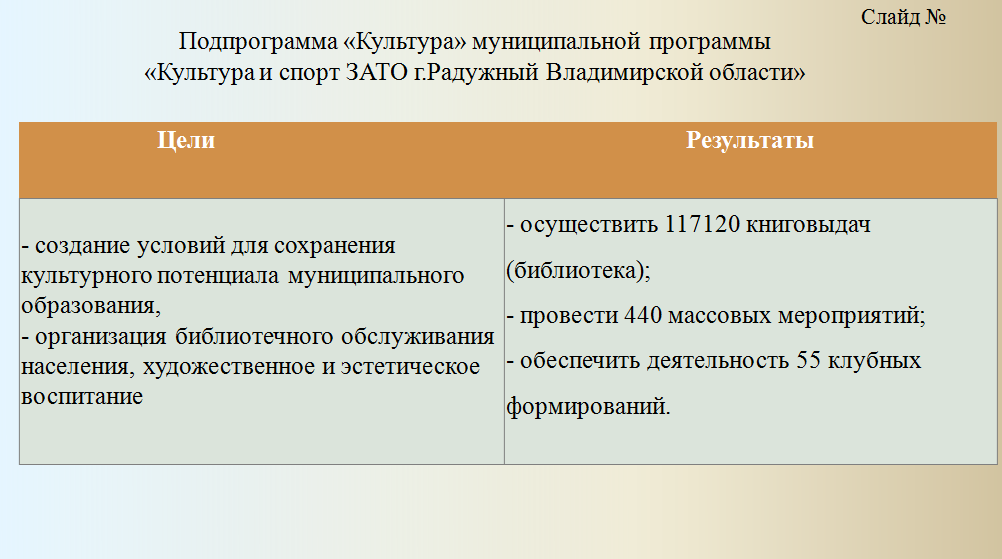 Слайд №
Подпрограмма «Культура» муниципальной программы
«Культура и спорт ЗАТО г.Радужный Владимирской области»
Цели
Результаты
- создание условий для сохранения
культурного потенциала муниципального
образования,
- организация библиотечного обслуживания
населения, художественное и эстетическое
воспитание
- осуществить 117120 книговыдач
(библиотека);
- провести 440 массовых мероприятий;
- обеспечить деятельность 55 клубных
формирований.